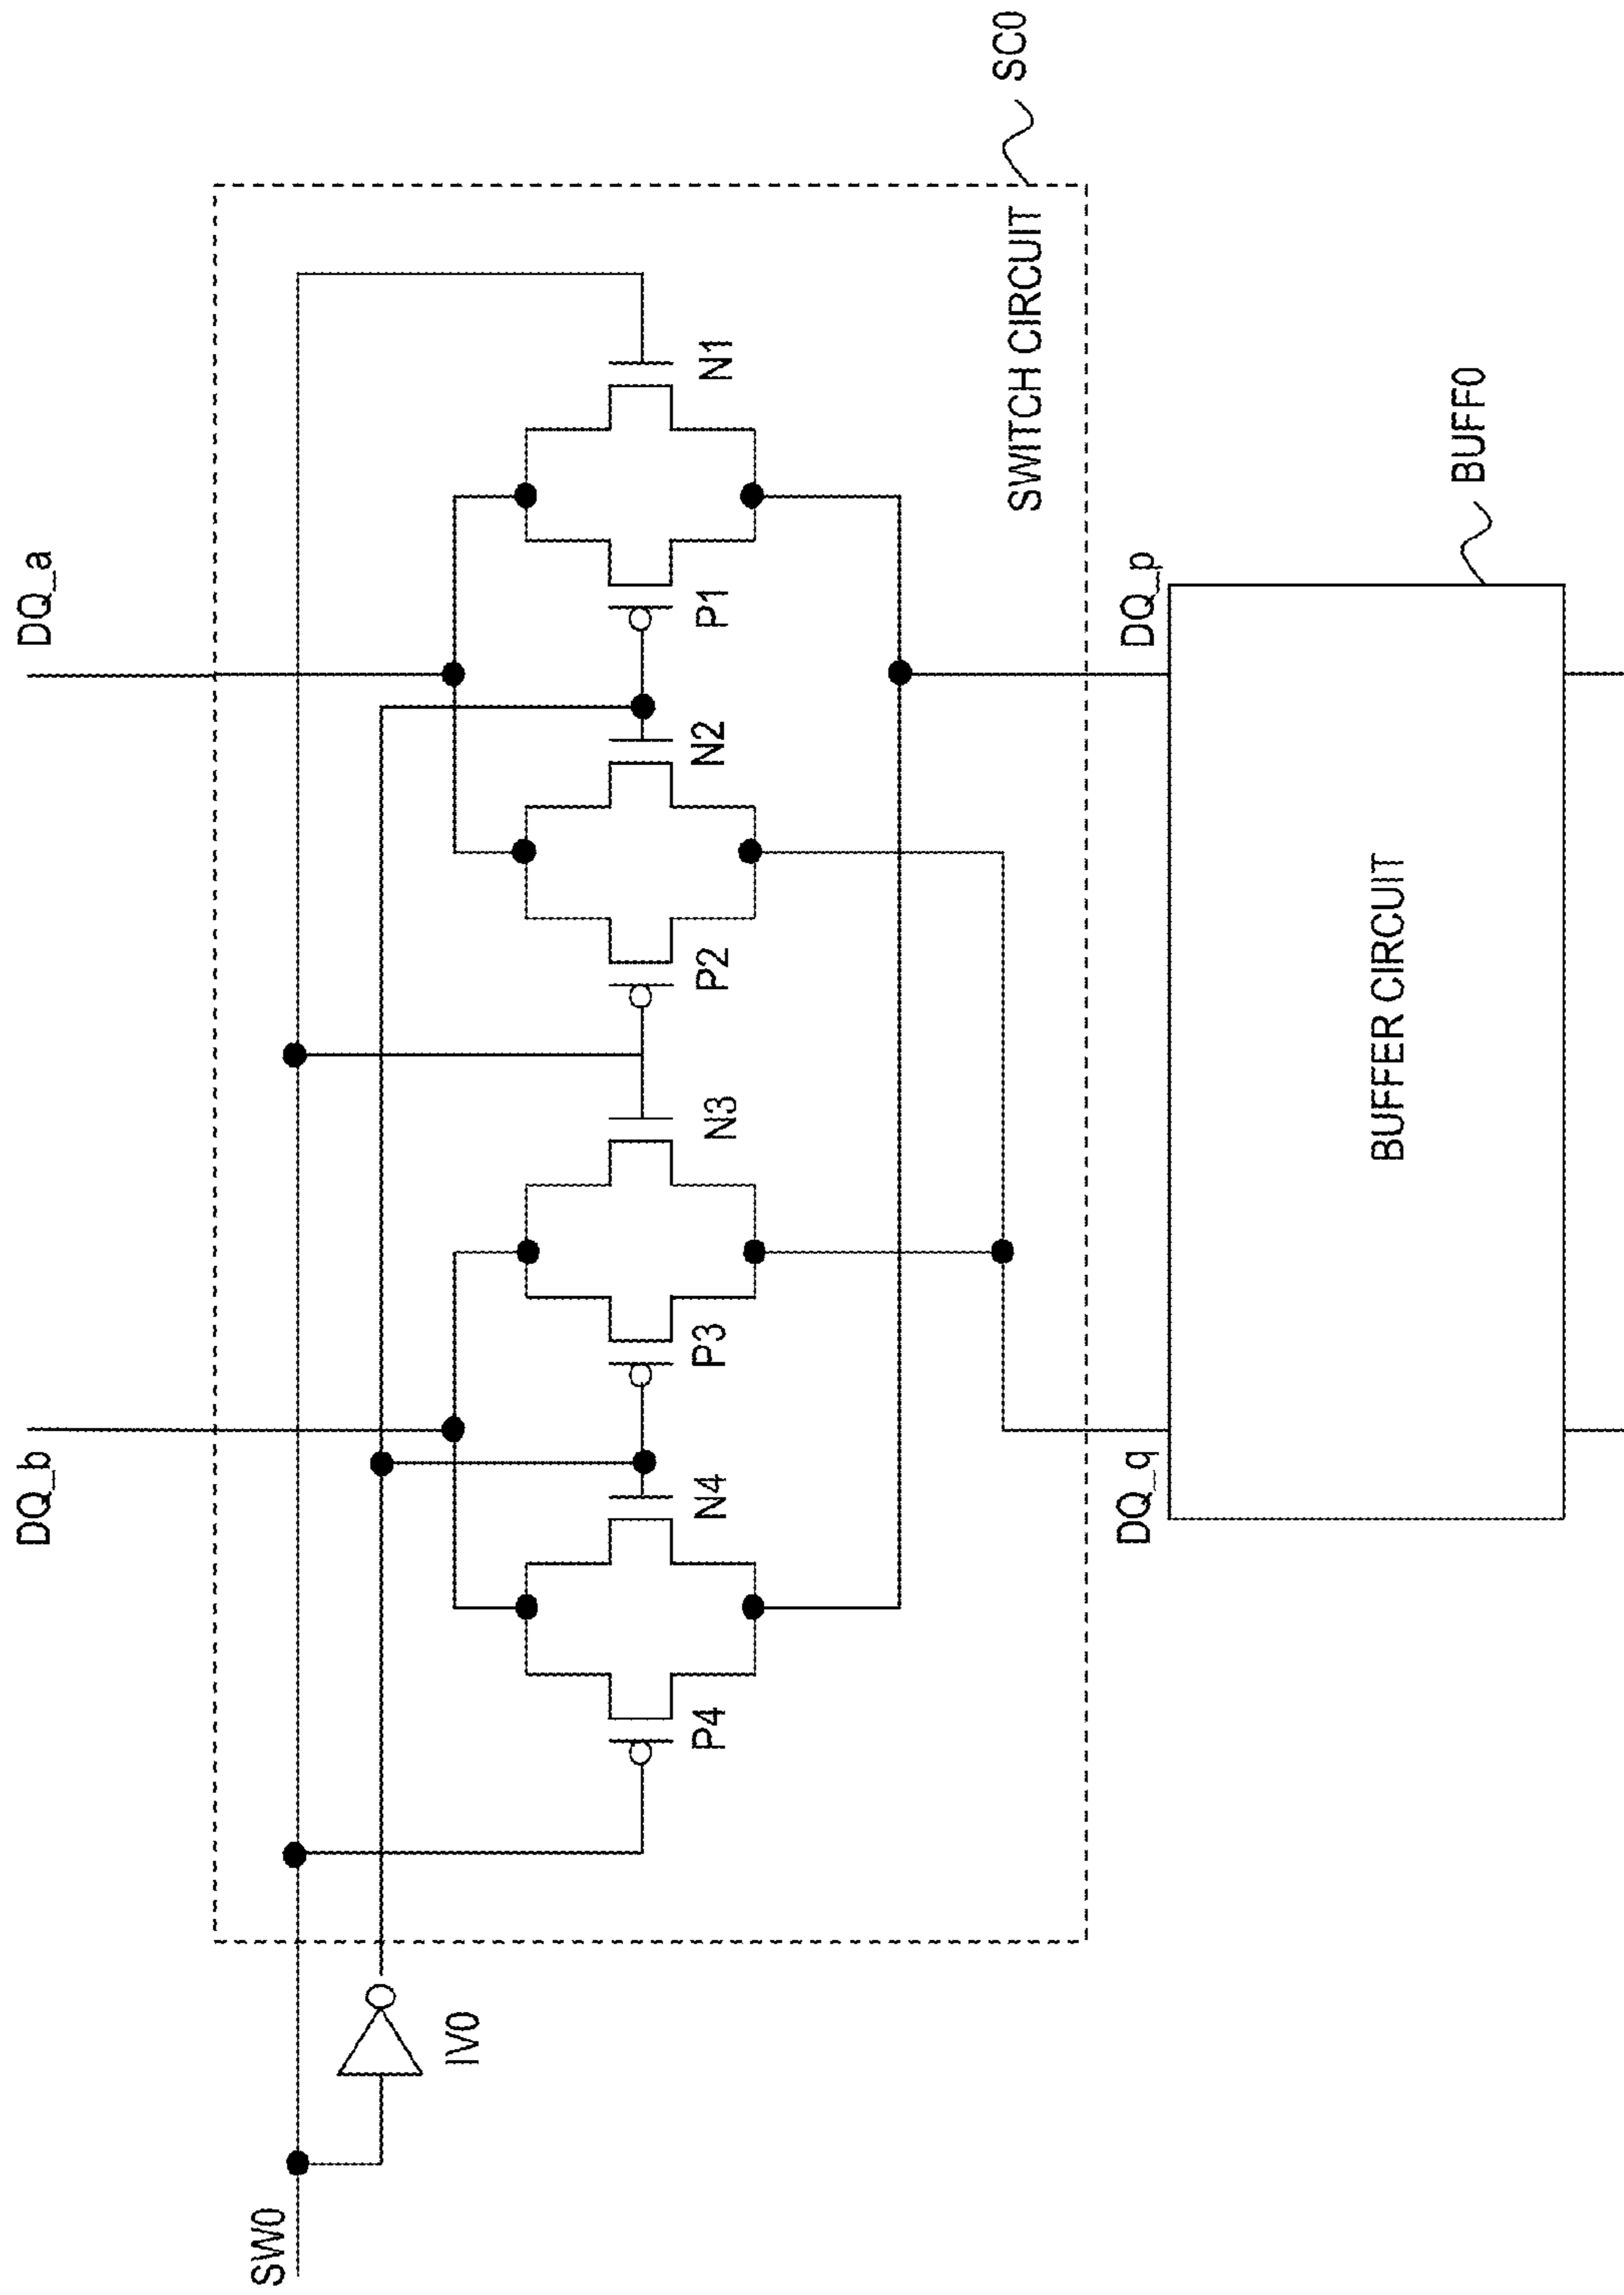 SW0
IV0
DQ_b
DQ_a
P4
N4
P3
N3
P2
N2
P1
N1
SWITCH CIRCUIT
SC0
DQ_q
DQ_p
BUFFER CIRCUIT
BUFF0